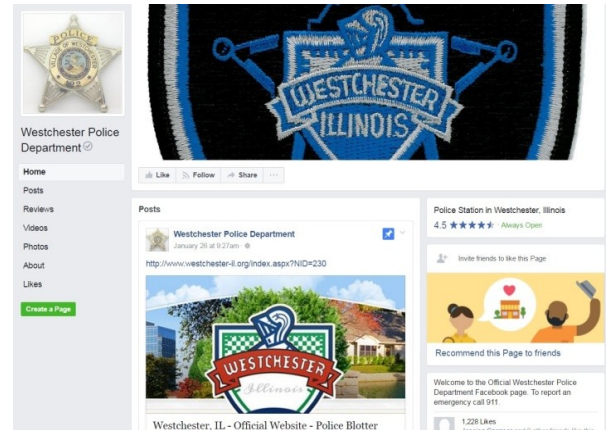 POLICE
WESTCHESTER
ILLINOIS
Westchester Police
Department
Home
Posts
Reviews
Videos
Photos
About
Likes
Create a Page
Like
Follow
Share
...
Posts
Westchester Police Department
January 26 at 9:27am ·
http://www.westchester-il.org/index.aspx?NID=230
WESTCHESTER
Illinois
Westchester, IL - Official Website - Police Blotter
Police Station in Westchester, Illinois
4.5 ★★★★ · Always Open
Invite friends to like this Page
Recommend this Page to friends
Welcome to the Official Westchester Police
Department Facebook page. To report an
emergency call 911.
1,228 Likes